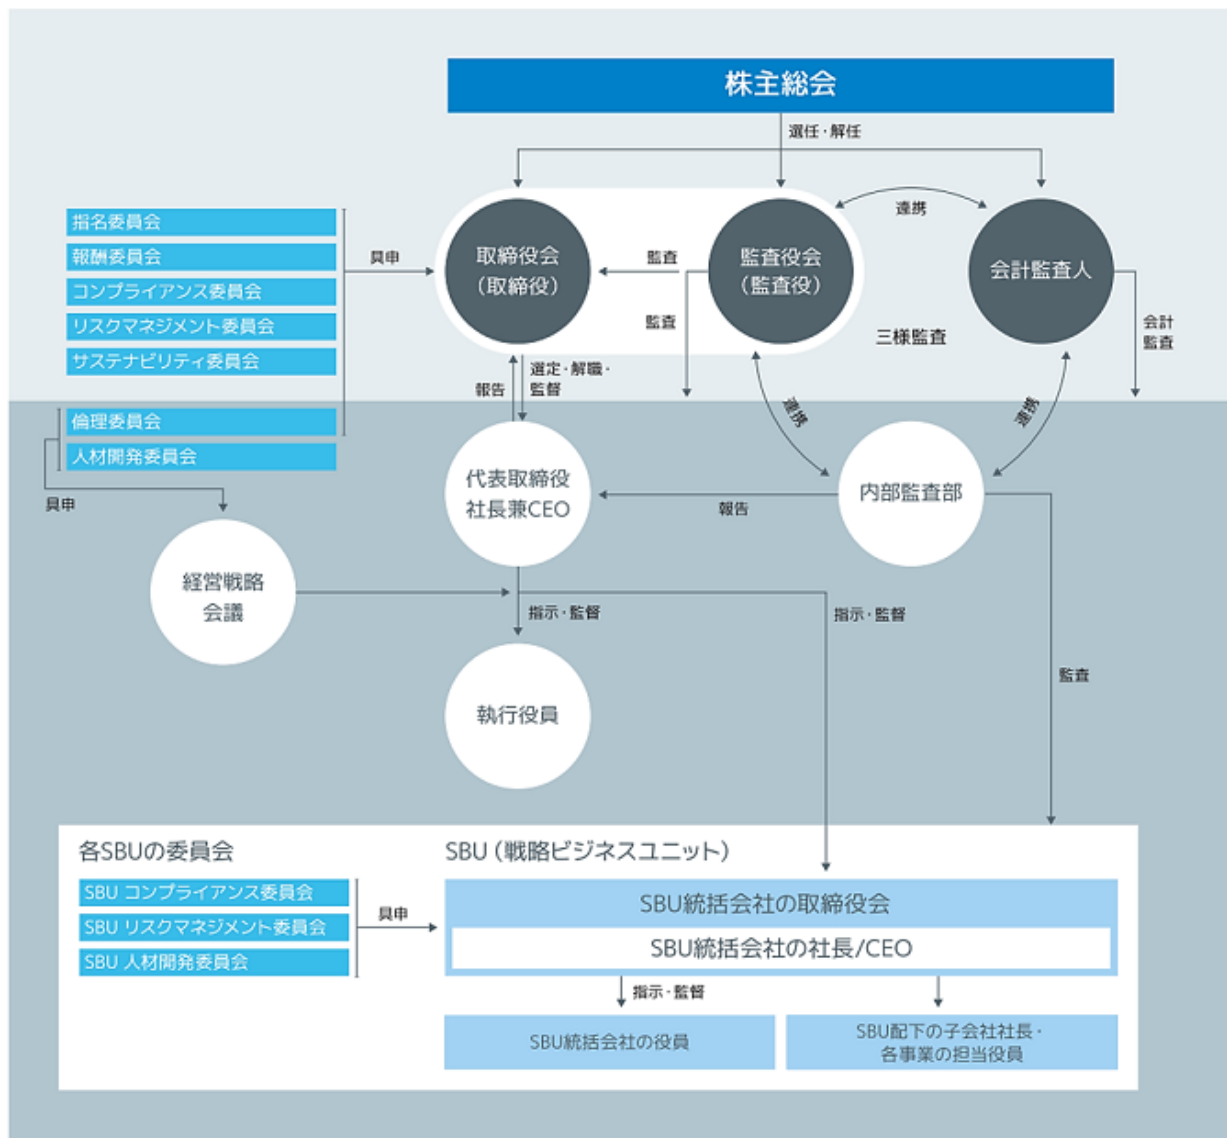 株主総会
選任・解任
連携
指名委員会
報酬委員会
コンプライアンス委員会
リスクマネジメント委員会
サステナビリティ委員会
具申
取締役会
（取締役）
監査
監査役会
（監査役）
会計監査人
監査
三様監査
会計
監査
報告
選定・解職・
監督
倫理委員会
人材開発委員会
具申
連携
連携
代表取締役
社長兼CEO
報告
内部監査部
経営戦略
会議
指示・監督
指示・監督
監査
執行役員
各SBUの委員会
SBU コンプライアンス委員会
SBU リスクマネジメント委員会
SBU 人材開発委員会
具申
SBU（戦略ビジネスユニット）
SBU統括会社の取締役会
SBU統括会社の社長/CEO
指示・監督
SBU統括会社の役員
SBU配下の子会社社長・
各事業の担当役員